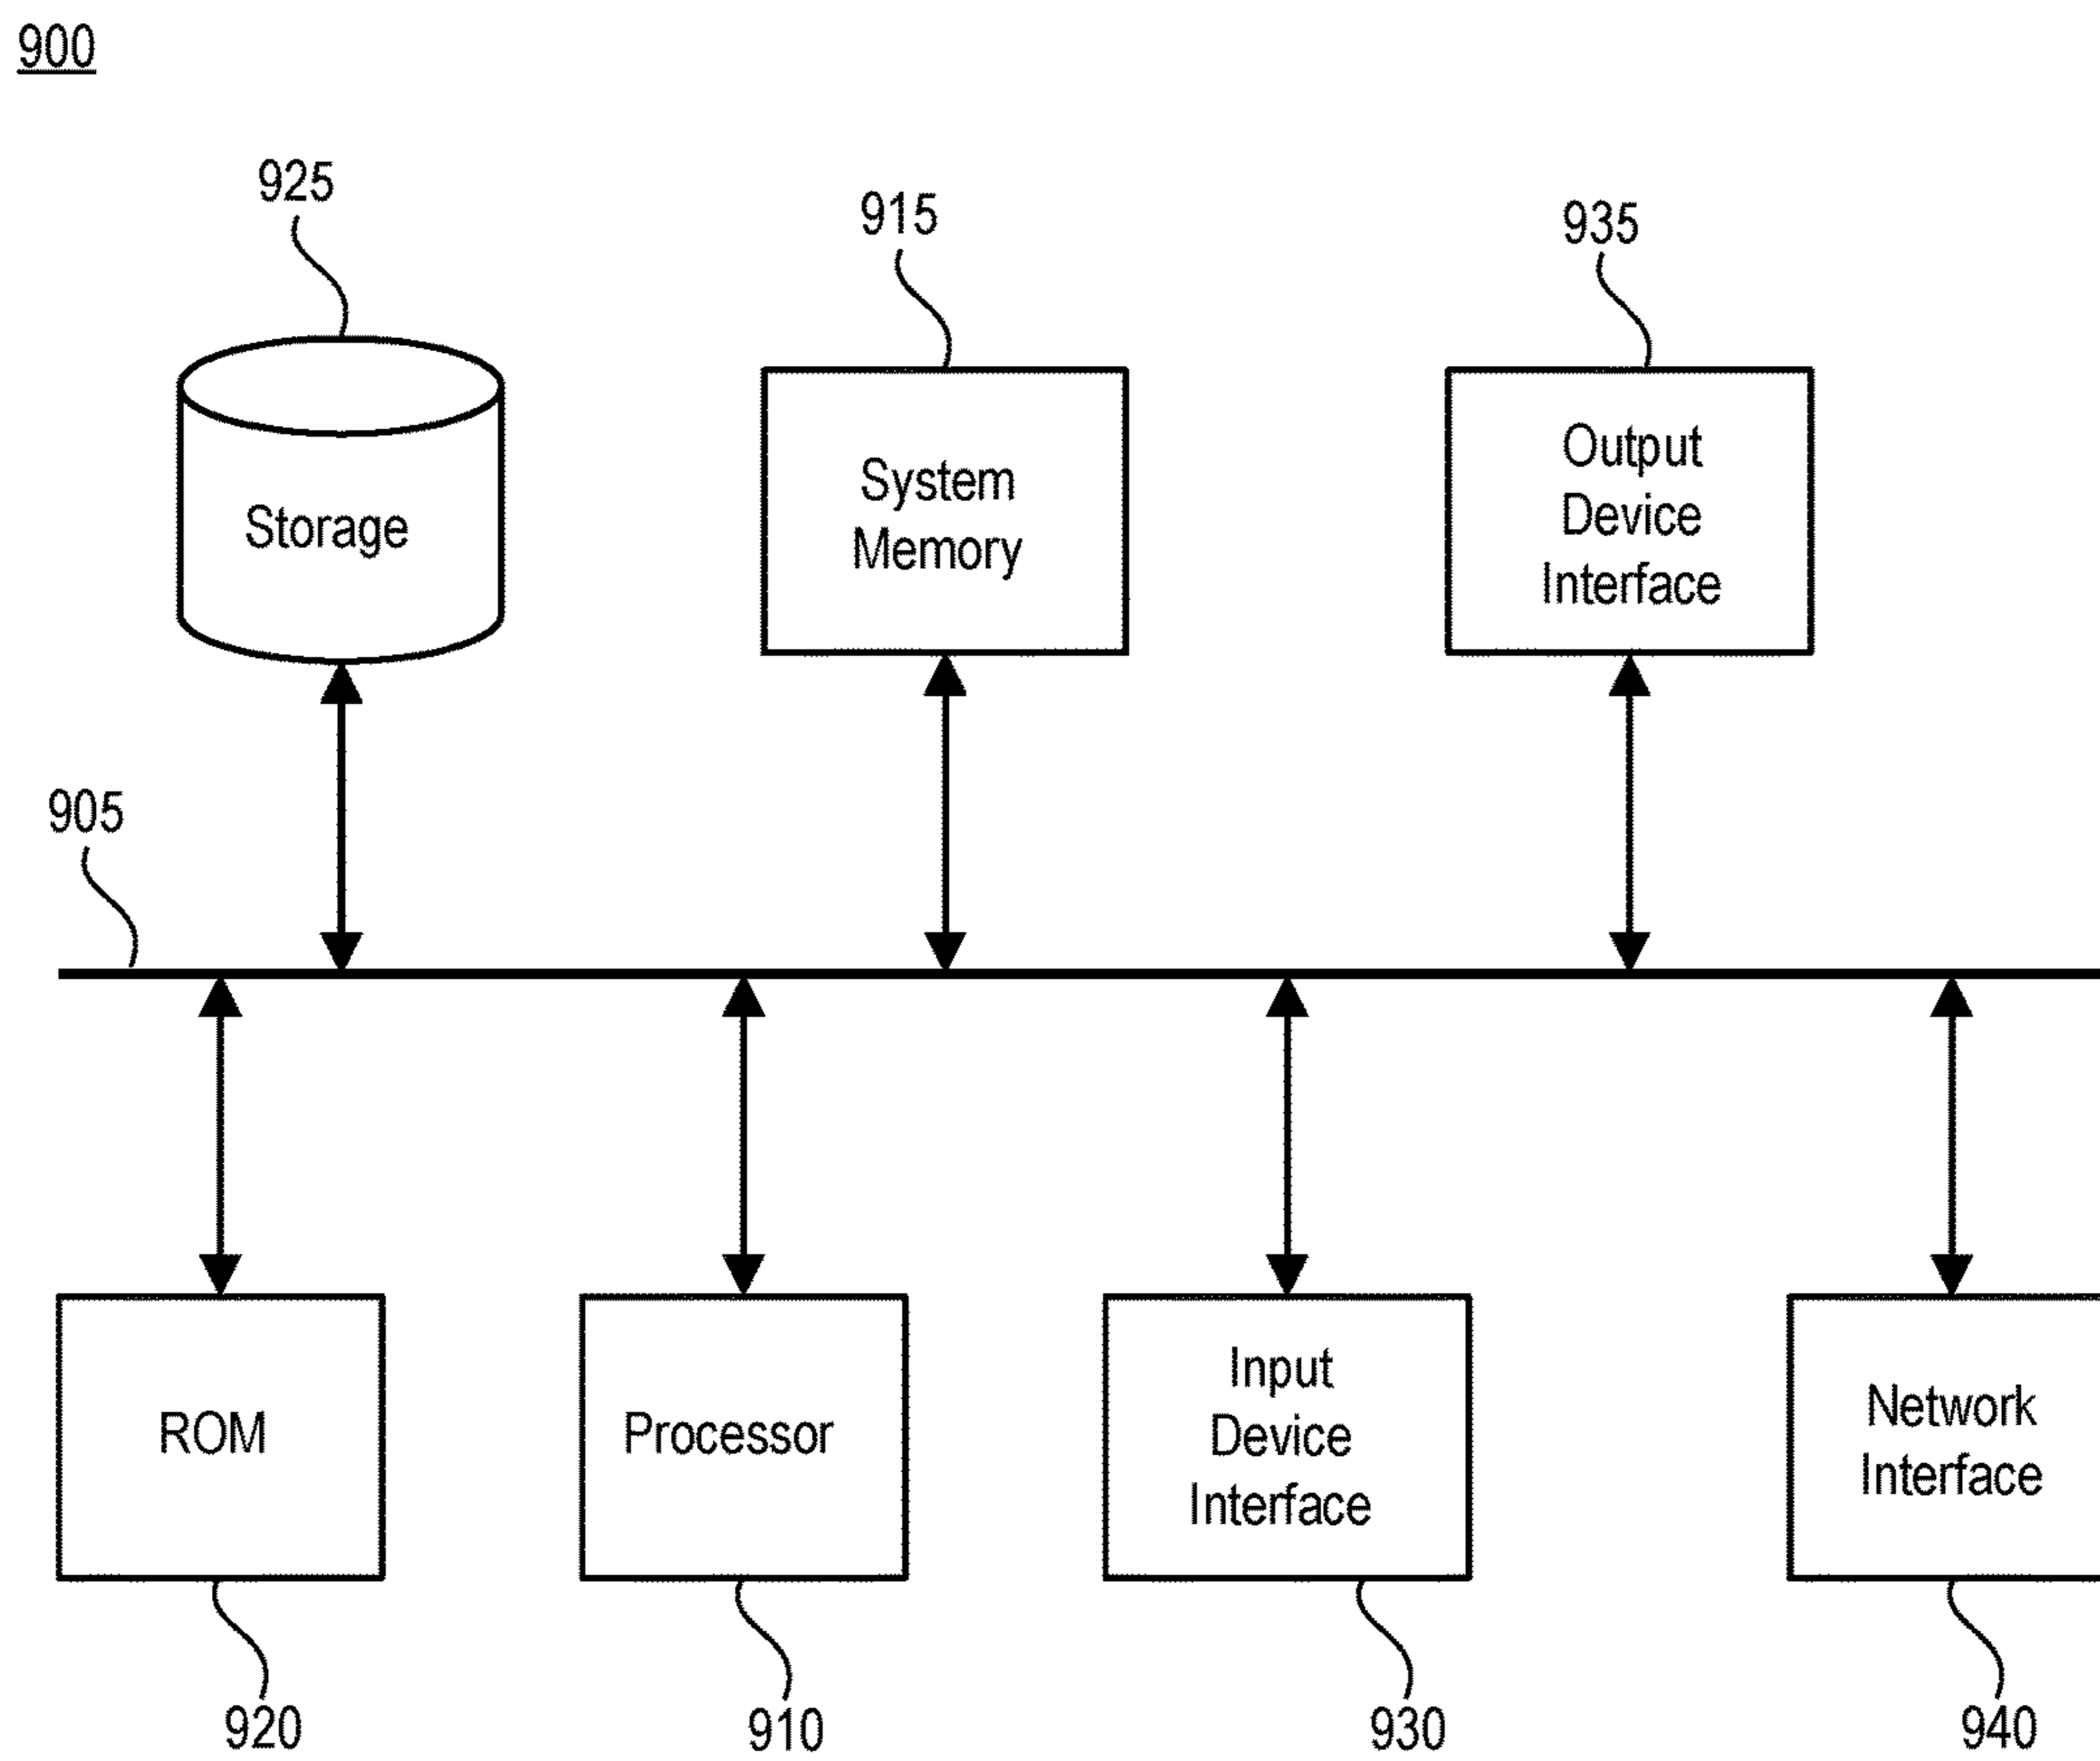 900
925
915
935
Storage
System
Memory
Output
Device
Interface
905
ROM
Processor
Input
Device
Interface
Network
Interface
920
910
930
940